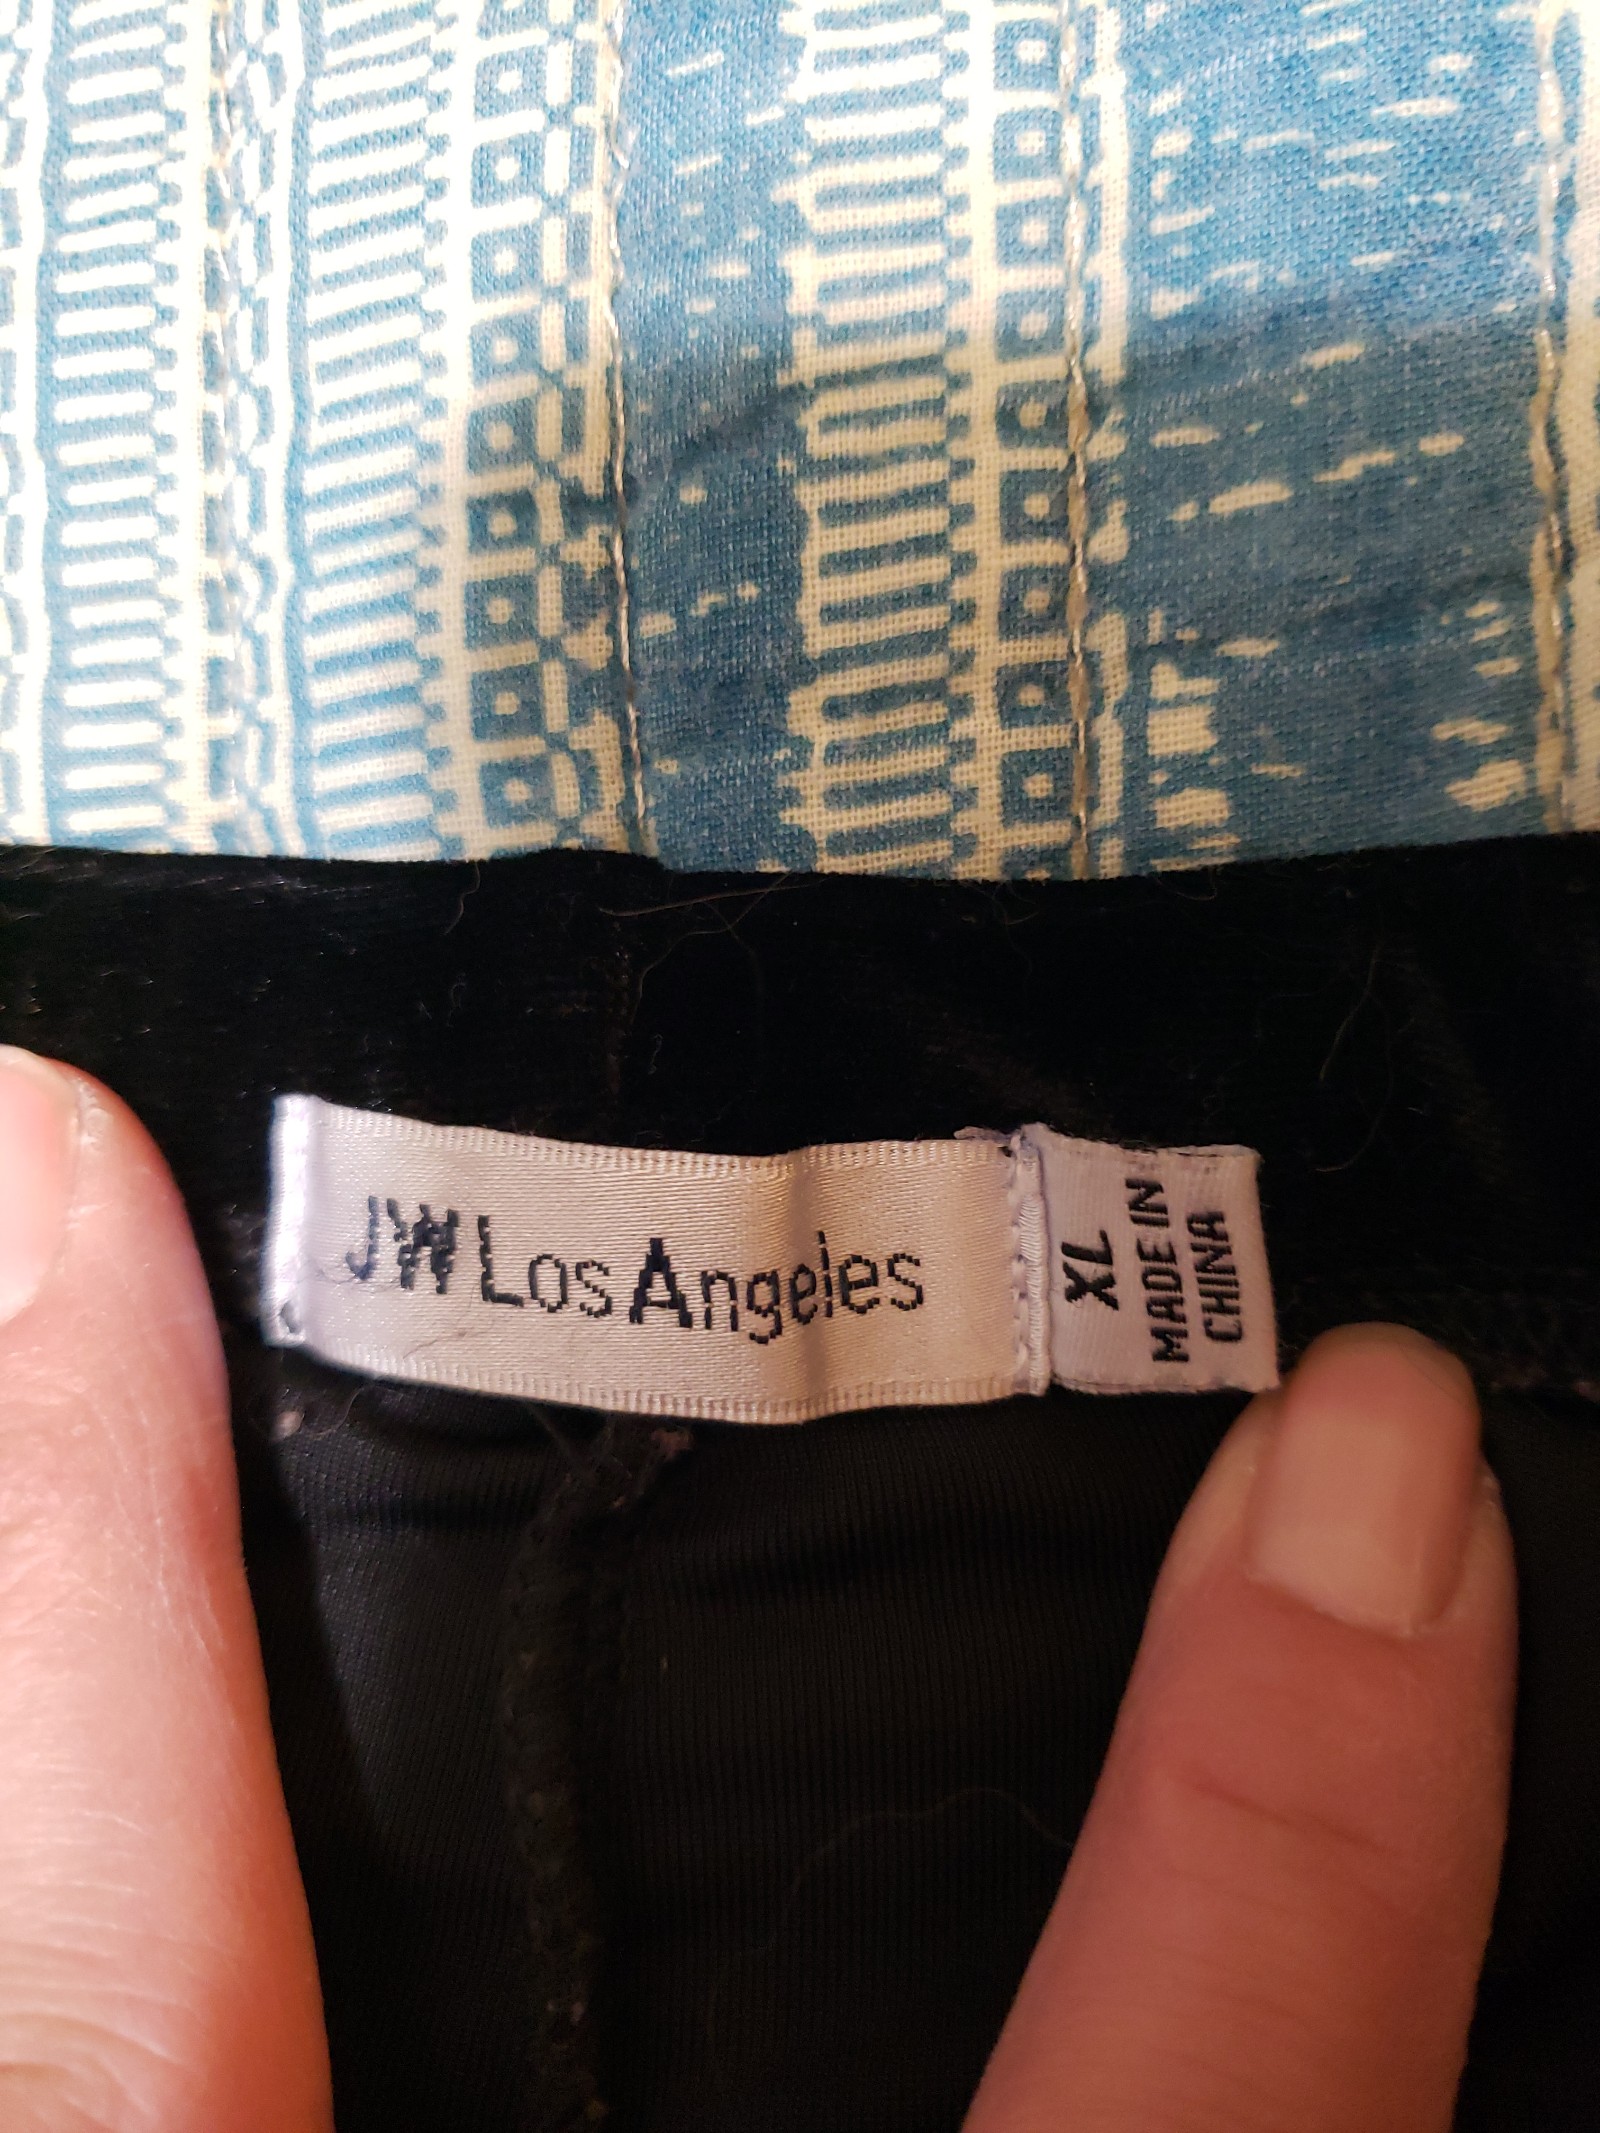 JW Los Angeles
XL
MADE IN
CHINA